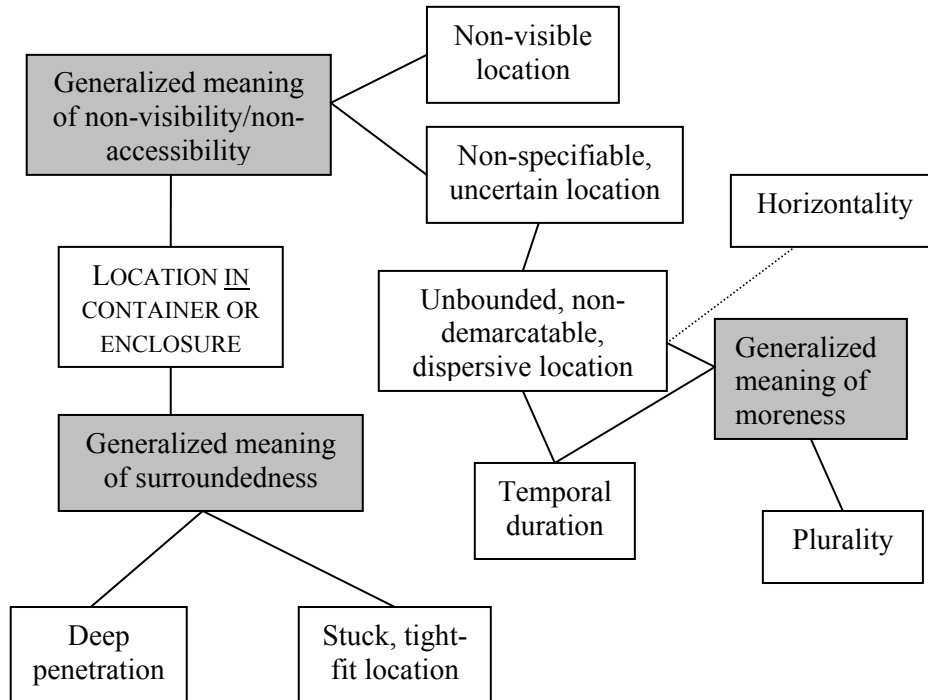 Non-visible
location
Generalized meaning
of non-visibility/non-
accessibility
Non-specifiable,
uncertain location
Horizontality
LOCATION IN
CONTAINER OR
ENCLOSURE
Unbounded, non-
demarcatable,
dispersive location
Generalized
meaning of
moreness
Generalized meaning
of surroundedness
Temporal
duration
Plurality
Deep
penetration
Stuck, tight-
fit location